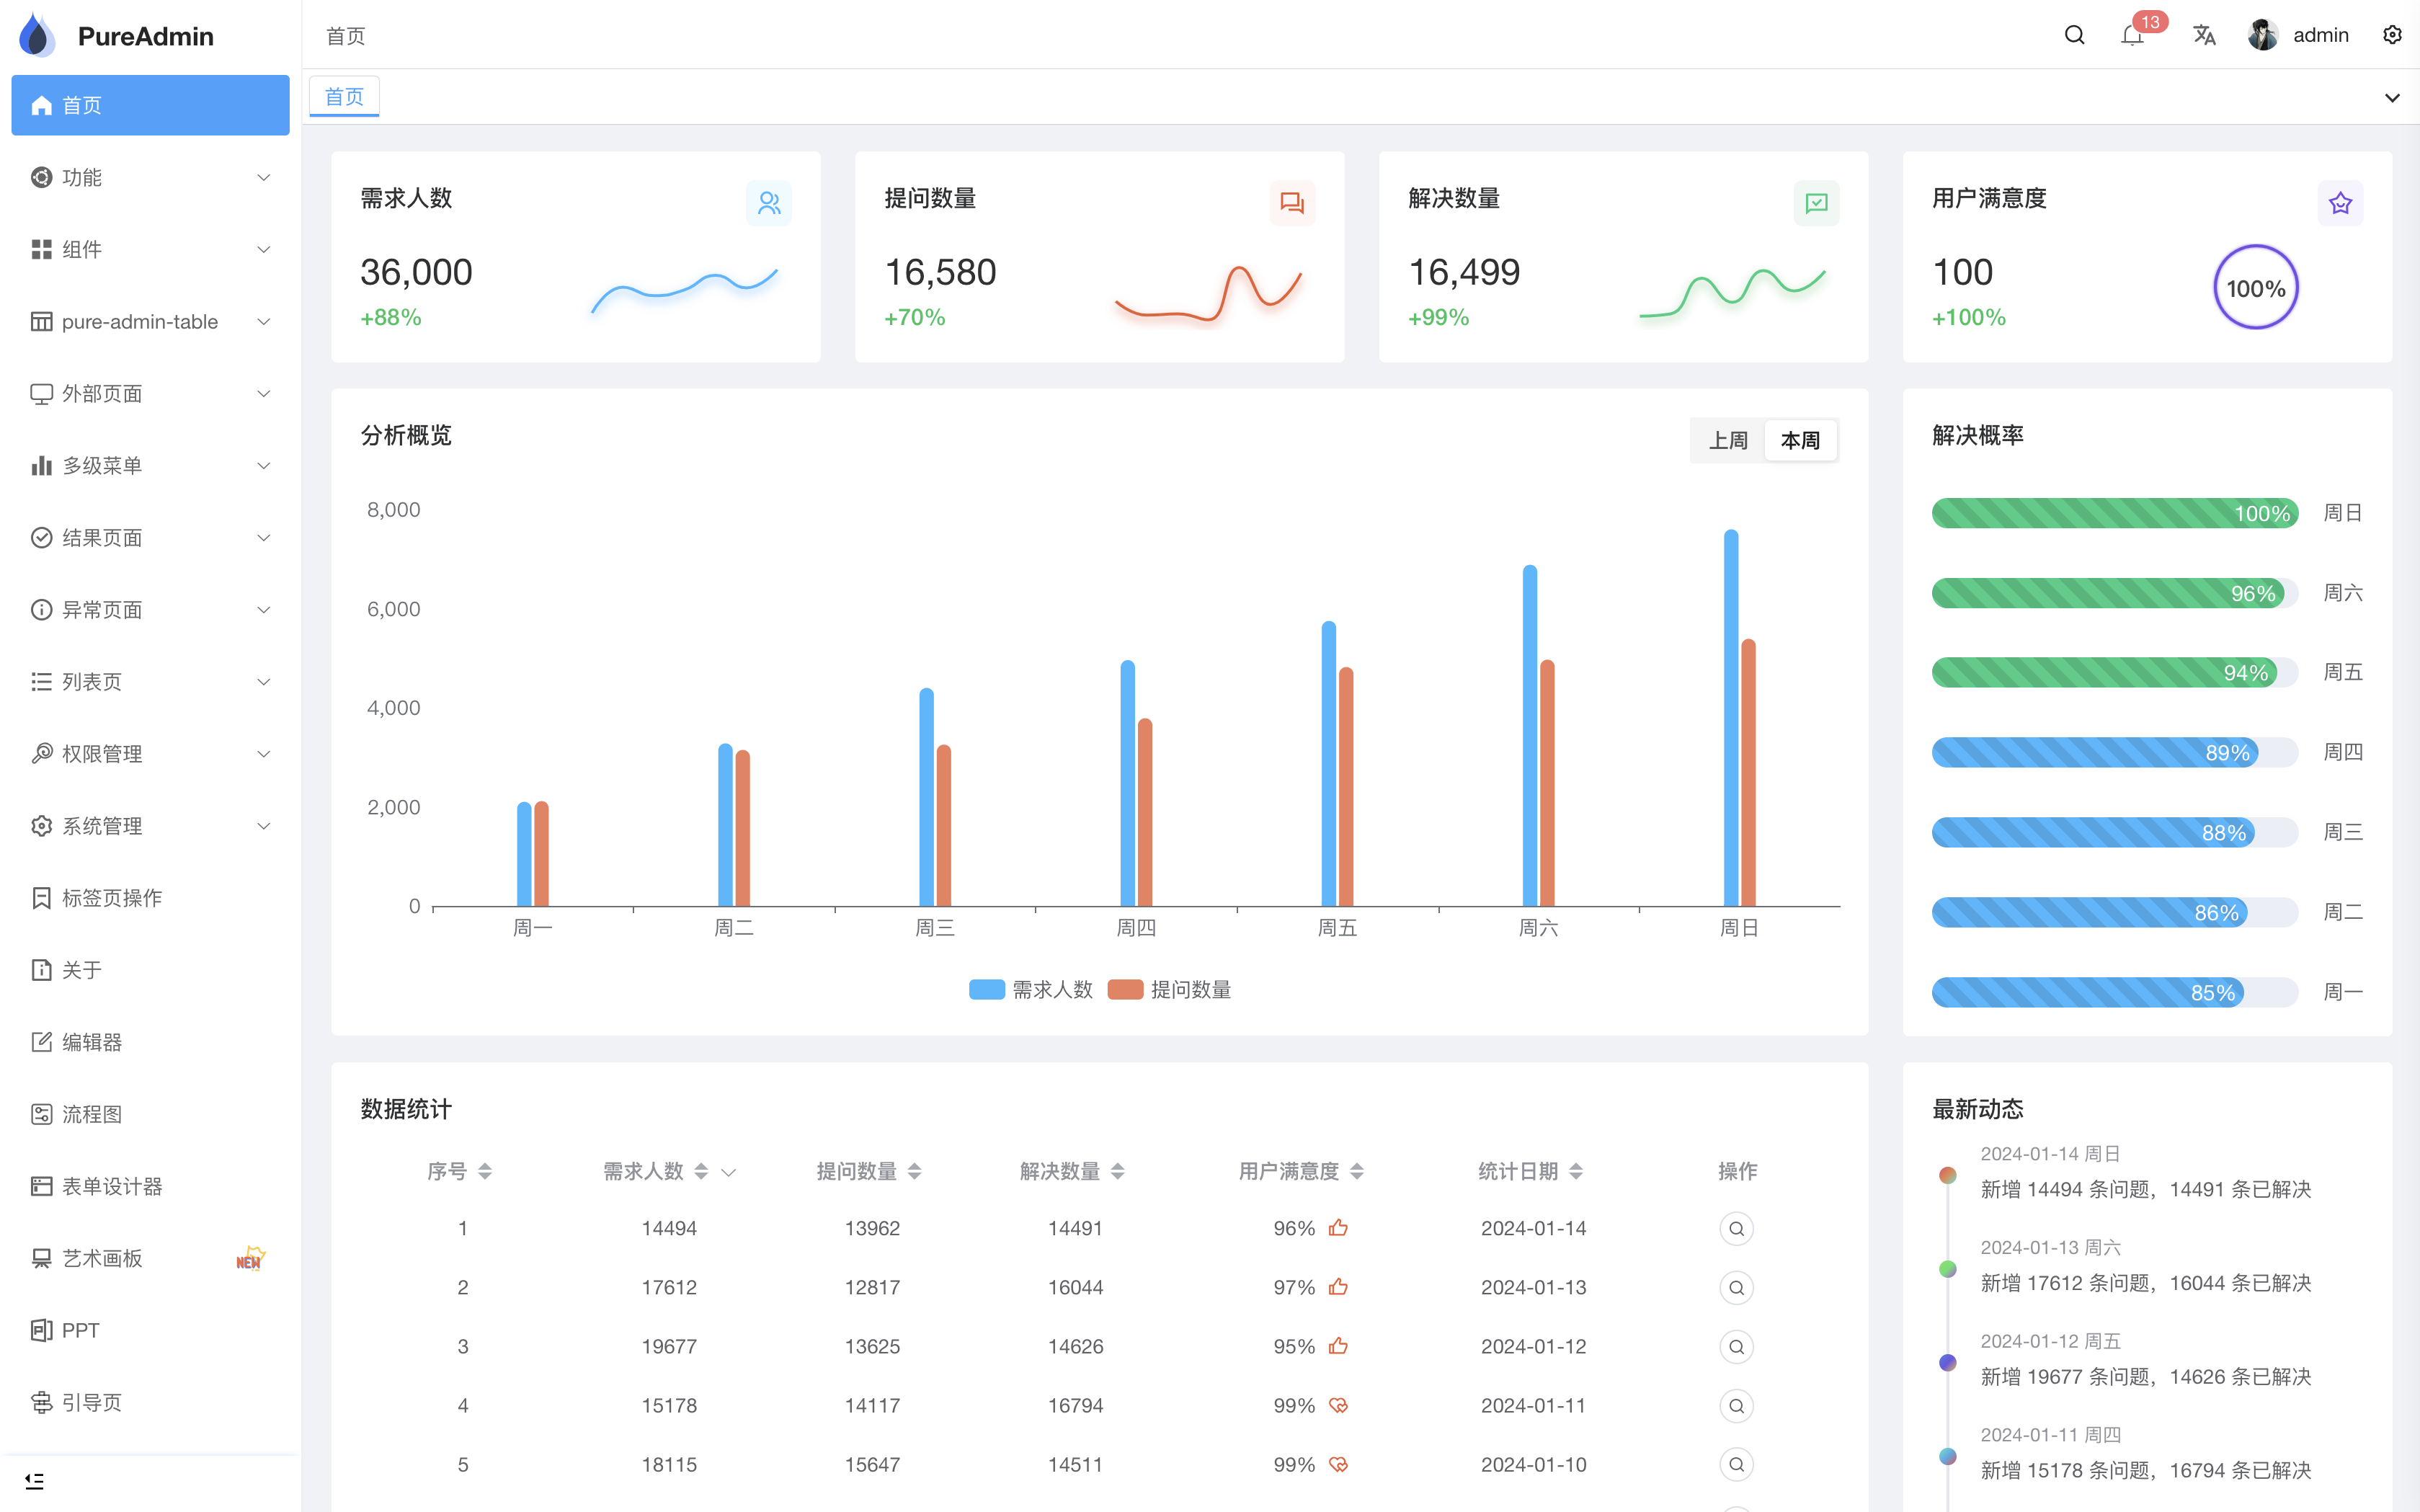 PureAdmin
首页
功能
组件
pure-admin-table
外部页面
多级菜单
结果页面
异常页面
列表页
权限管理
系统管理
标签页操作
关于
编辑器
流程图
表单设计器
艺术画板 NEW
PPT
引导页
首页
13
admin
首页
需求人数
36,000
+88%
提问数量
16,580
+70%
解决数量
16,499
+99%
用户满意度
100
+100%
100%
分析概览
上周 本周
8,000
6,000
4,000
2,000
0
周一 周二 周三 周四 周五 周六 周日
需求人数 提问数量
解决概率
100% 周日
96% 周六
94% 周五
89% 周四
88% 周三
86% 周二
85% 周一
数据统计
序号 需求人数 提问数量 解决数量 用户满意度 统计日期 操作
1 14494 13962 14491 96% 2024-01-14
2 17612 12817 16044 97% 2024-01-13
3 19677 13625 14626 95% 2024-01-12
4 15178 14117 16794 99% 2024-01-11
5 18115 15647 14511 99% 2024-01-10
最新动态
2024-01-14 周日
新增 14494 条问题，14491 条已解决
2024-01-13 周六
新增 17612 条问题，16044 条已解决
2024-01-12 周五
新增 19677 条问题，14626 条已解决
2024-01-11 周四
新增 15178 条问题，16794 条已解决